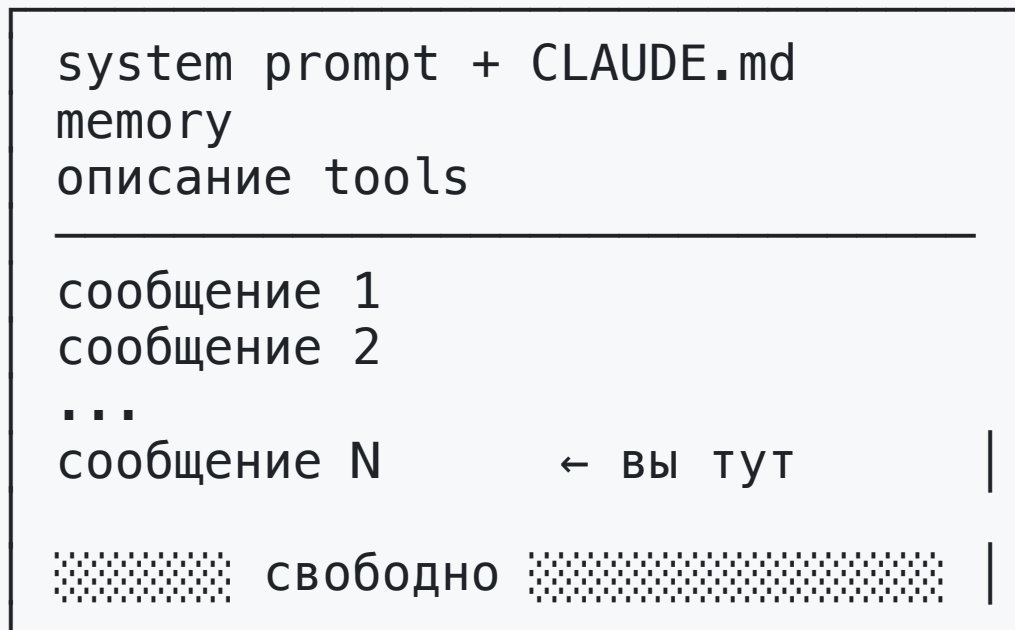 system prompt + CLAUDE.md
memory
описание tools
сообщение 1
сообщение 2
...
сообщение N ← вы тут
░░░░░░ свободно ░░░░░░░░░░░░░░